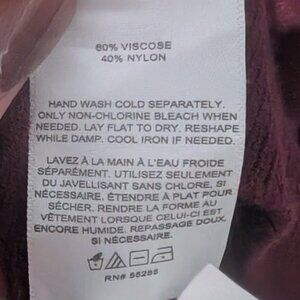 60% VISCOSE
40% NYLON
HAND WASH COLD SEPARATELY.
ONLY NON-CHLORINE BLEACH WHEN
NEEDED. LAY FLAT TO DRY. RESHAPE
WHILE DAMP. COOL IRON IF NEEDED.
LAVEZ À LA MAIN À L'EAU FROIDE
SÉPARÉMENT. UTILISEZ SEULEMENT
DU JAVELLISANT SANS CHLORE, SI
NÉCESSAIRE. ÉTENDRE À PLAT POUR
SÉCHER. RENDRE LA FORME AU
VÊTEMENT LORSQUE CELUI-CI EST
ENCORE HUMIDE. REPASSAGE DOUX,
SI NÉCESSAIRE.
RN# 55285